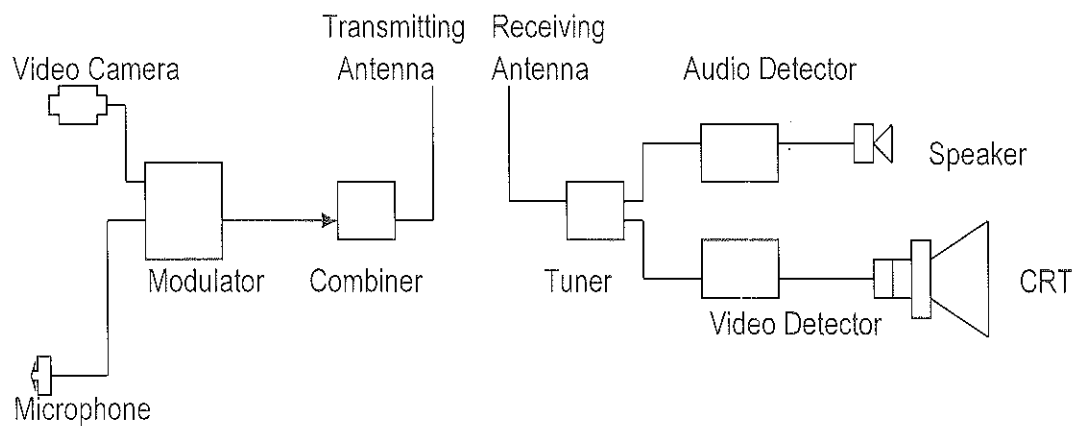 Transmitting
Antenna
Receiving
Antenna
Video Camera
Audio Detector
Speaker
Modulator
Combiner
Tuner
CRT
Video Detector
Microphone